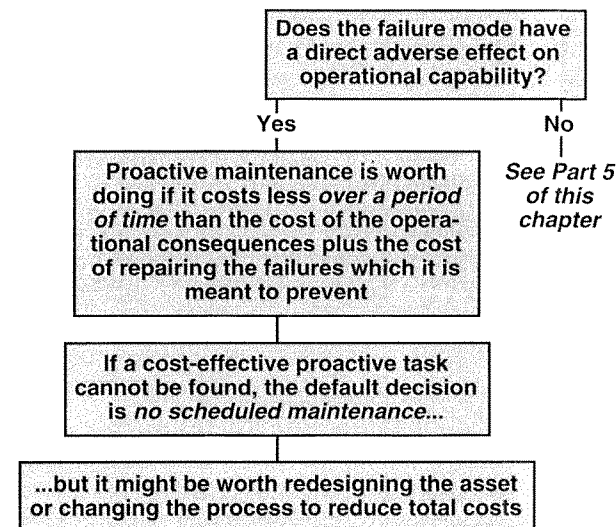 Does the failure mode have
a direct adverse effect on
operational capability?
Yes
No
Proactive maintenance is worth
doing if it costs less over a period
of time than the cost of the opera-
tional consequences plus the cost
of repairing the failures which it is
meant to prevent
See Part 5
of this
chapter
If a cost-effective proactive task
cannot be found, the default decision
is no scheduled maintenance...
...but it might be worth redesigning the asset
or changing the process to reduce total costs